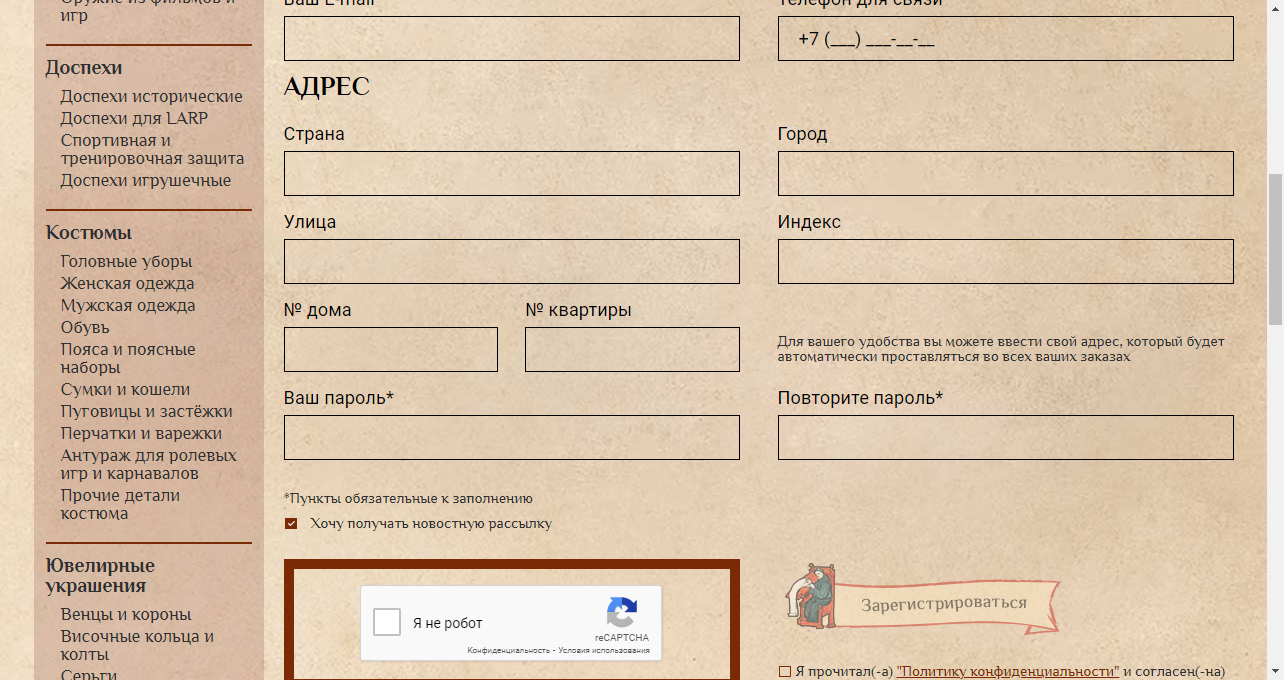 Оружие из фильмов и
игр
Доспехи
Доспехи исторические
Доспехи для LARP
Спортивная и
тренировочная защита
Доспехи игрушечные
Костюмы
Головные уборы
Женская одежда
Мужская одежда
Обувь
Пояса и поясные
наборы
Сумки и кошели
Пуговицы и застёжки
Перчатки и варежки
Антураж для ролевых
игр и карнавалов
Прочие детали
костюма
Ювелирные
украшения
Венцы и короны
Височные кольца и
колты
Серьги
Ваш E-mail
Телефон для связи
+7 (___) ___-__-__
АДРЕС
Страна
Город
Улица
Индекс
№ дома
№ квартиры
Для вашего удобства вы можете ввести свой адрес, который будет
автоматически проставляться во всех ваших заказах
Ваш пароль*
Повторите пароль*
*Пункты обязательные к заполнению
Хочу получать новостную рассылку
Я не робот
reCAPTCHA
Конфиденциальность - Условия использования
Зарегистрироваться
Я прочитал(-а) "Политику конфиденциальности" и согласен(-на)